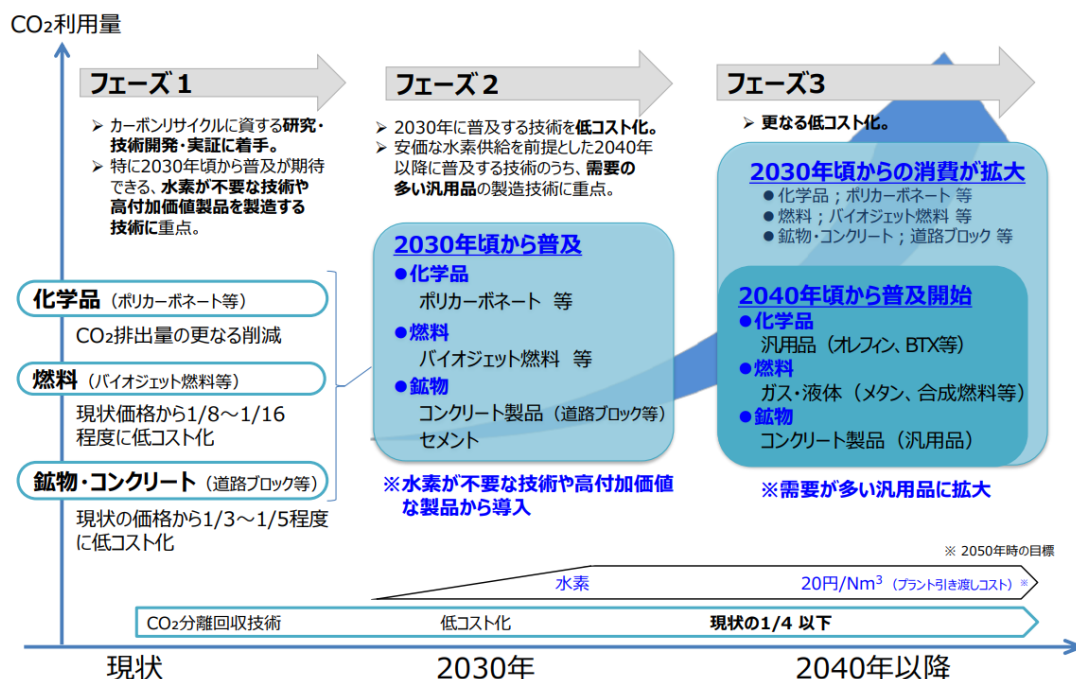 CO₂利用量
フェーズ1
➢ カーボンリサイクルに資する研究・
技術開発・実証に着手。
➢ 特に2030年頃から普及が期待
できる、水素が不要な技術や
高付加価値製品を製造する
技術に重点。
化学品（ポリカーボネート等）
CO₂排出量の更なる削減
燃料（バイオジェット燃料等）
現状価格から1/8～1/16
程度に低コスト化
鉱物・コンクリート（道路ブロック等）
現状の価格から1/3～1/5程度
に低コスト化
フェーズ2
➢ 2030年に普及する技術を低コスト化。
➢ 安価な水素供給を前提とした2040年
以降に普及する技術のうち、需要の
多い汎用品の製造技術に重点。
2030年頃から普及
●化学品
ポリカーボネート 等
●燃料
バイオジェット燃料 等
●鉱物
コンクリート製品（道路ブロック等）
セメント
※水素が不要な技術や高付加価値
な製品から導入
フェーズ3
➢ 更なる低コスト化。
2030年頃からの消費が拡大
●化学品；ポリカーボネート 等
●燃料；バイオジェット燃料 等
●鉱物・コンクリート；道路ブロック 等
2040年頃から普及開始
●化学品
汎用品（オレフィン、BTX等）
●燃料
ガス・液体（メタン、合成燃料等）
●鉱物
コンクリート製品（汎用品）
※需要が多い汎用品に拡大
※ 2050年時の目標
水素 20円/Nm³（プラント引き渡しコスト）※
CO₂分離回収技術 低コスト化 現状の1/4 以下
現状 2030年 2040年以降